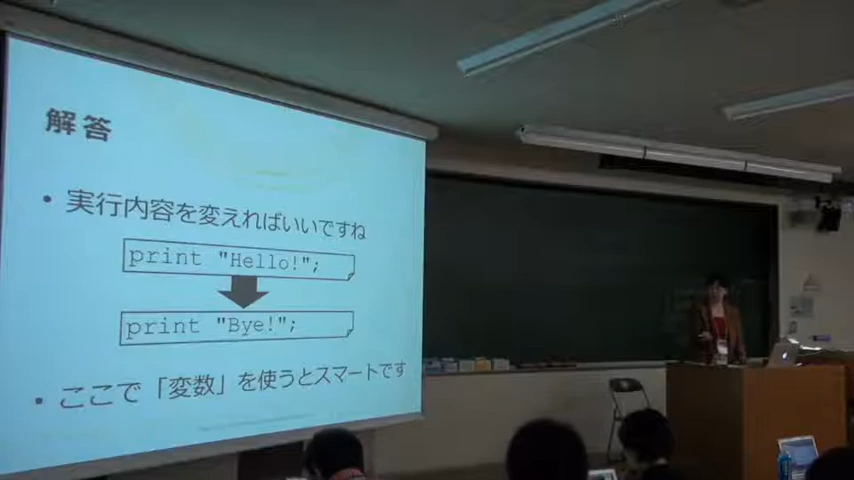 解答
• 実行内容を変えればいいですね
print "Hello!";
print "Bye!";
• ここで「変数」を使うとスマートです